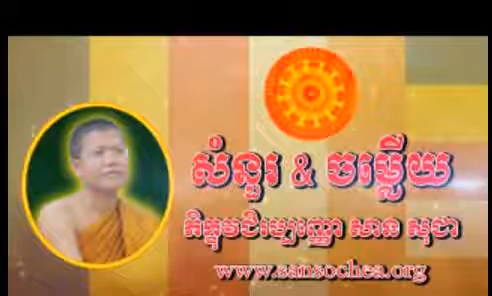 សំនួរ & ចម្លើយ
ភិក្ខុវជិរប្បញ្ញោ សាន សុជា
www.sansochea.org